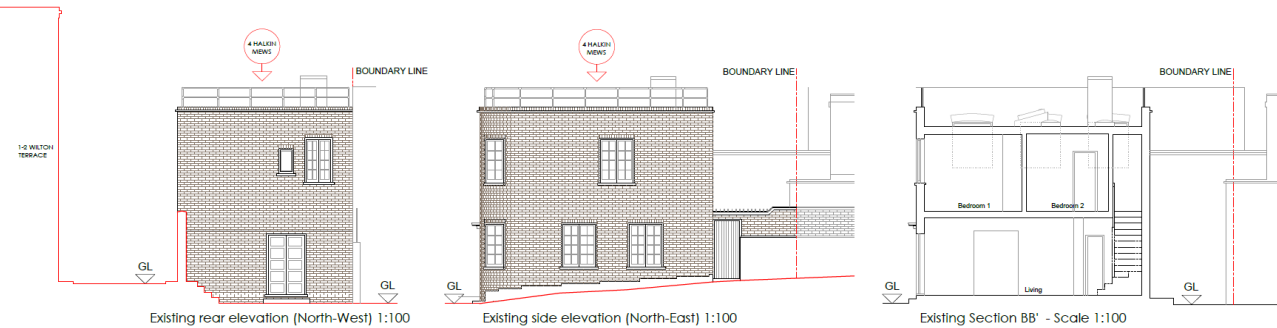 4 HALKIN
MEWS
BOUNDARY LINE
1-2 WILTON
TERRACE
GL
GL
Existing rear elevation (North-West) 1:100
4 HALKIN
MEWS
BOUNDARY LINE
GL
Existing side elevation (North-East) 1:100
BOUNDARY LINE
Bedroom 1
Bedroom 2
Living
GL
GL
Existing Section BB' - Scale 1:100